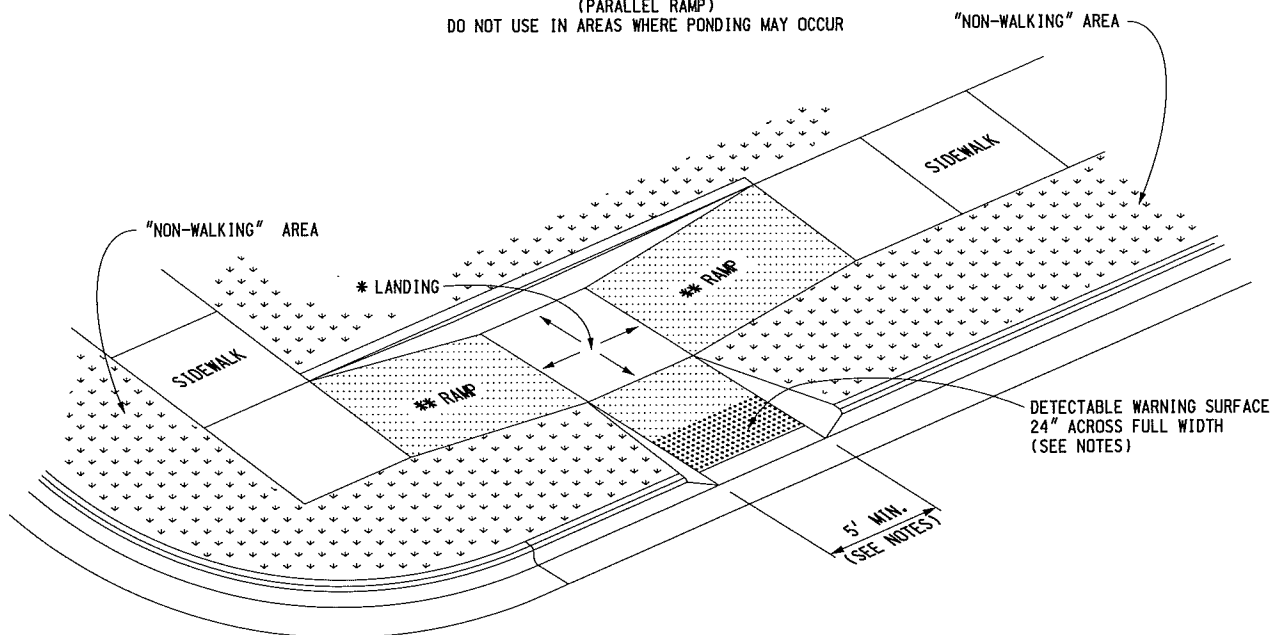 (PARALLEL RAMP)
DO NOT USE IN AREAS WHERE PONDING MAY OCCUR
"NON-WALKING" AREA
SIDEWALK
"NON-WALKING" AREA
* LANDING
** RAMP
SIDEWALK
** RAMP
DETECTABLE WARNING SURFACE
24" ACROSS FULL WIDTH
(SEE NOTES)
5' MIN.
(SEE NOTES)